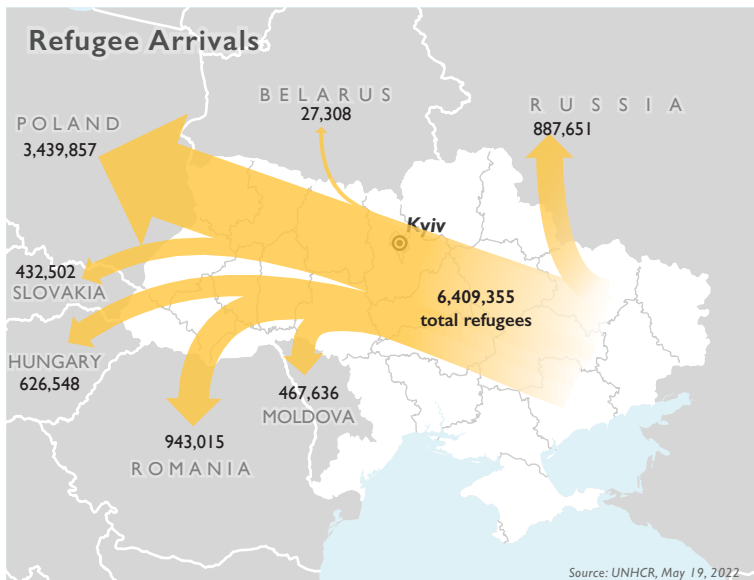 Refugee Arrivals
BELARUS
27,308
RUSSIA
887,651
POLAND
3,439,857
Kyiv
432,502
SLOVAKIA
6,409,355
total refugees
HUNGARY
626,548
467,636
MOLDOVA
943,015
ROMANIA
Source: UNHCR, May 19, 2022